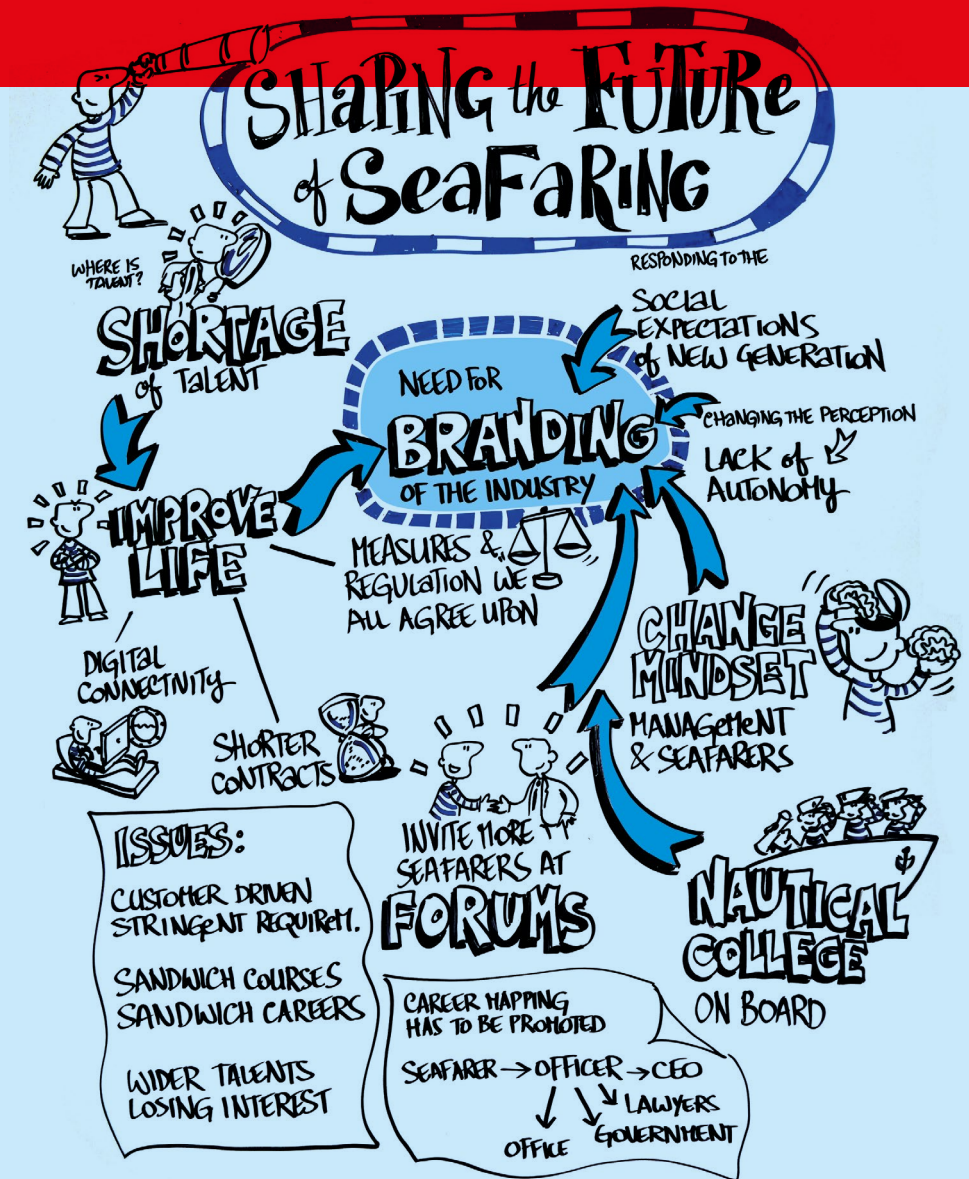 SHAPING the FUTURE
of SEAFARING
WHERE IS
TALENT?
SHORTAGE
of TALENT
RESPONDING TO THE
SOCIAL
EXPECTATIONS
of NEW GENERATION
NEED FOR
BRANDING
OF THE INDUSTRY
CHANGING THE PERCEPTION
LACK of
AUTONOMY
IMPROVE
LIFE
MEASURES &
REGULATION WE
ALL AGREE UPON
DIGITAL
CONNECTIVITY
SHORTER
CONTRACTS
CHANGE
MINDSET
MANAGEMENT
& SEAFARERS
INVITE MORE
SEAFARERS AT
FORUMS
NAUTICAL
COLLEGE
ON BOARD
ISSUES:
CUSTOMER DRIVEN
STRINGENT REQUIREM.
SANDWICH COURSES
SANDWICH CAREERS
WIDER TALENTS
LOSING INTEREST
CAREER MAPPING
HAS TO BE PROMOTED
SEAFARER → OFFICER → CEO
LAWYERS
OFFICE GOVERNMENT